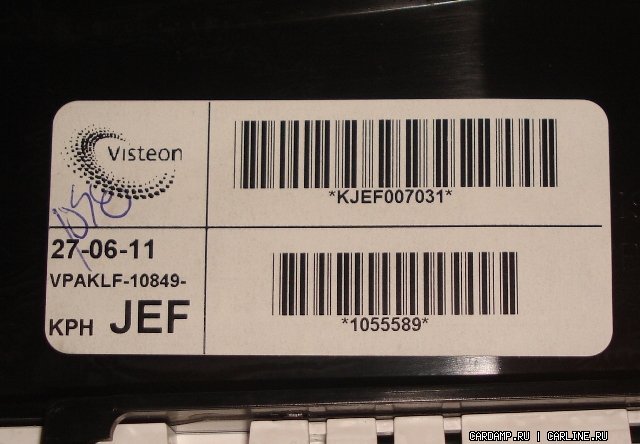 Visteon
*KJEF007031*
27-06-11
VPAKLF-10849-
KPH JEF
*1055589*
CARDAMP.RU | CARLINE.RU